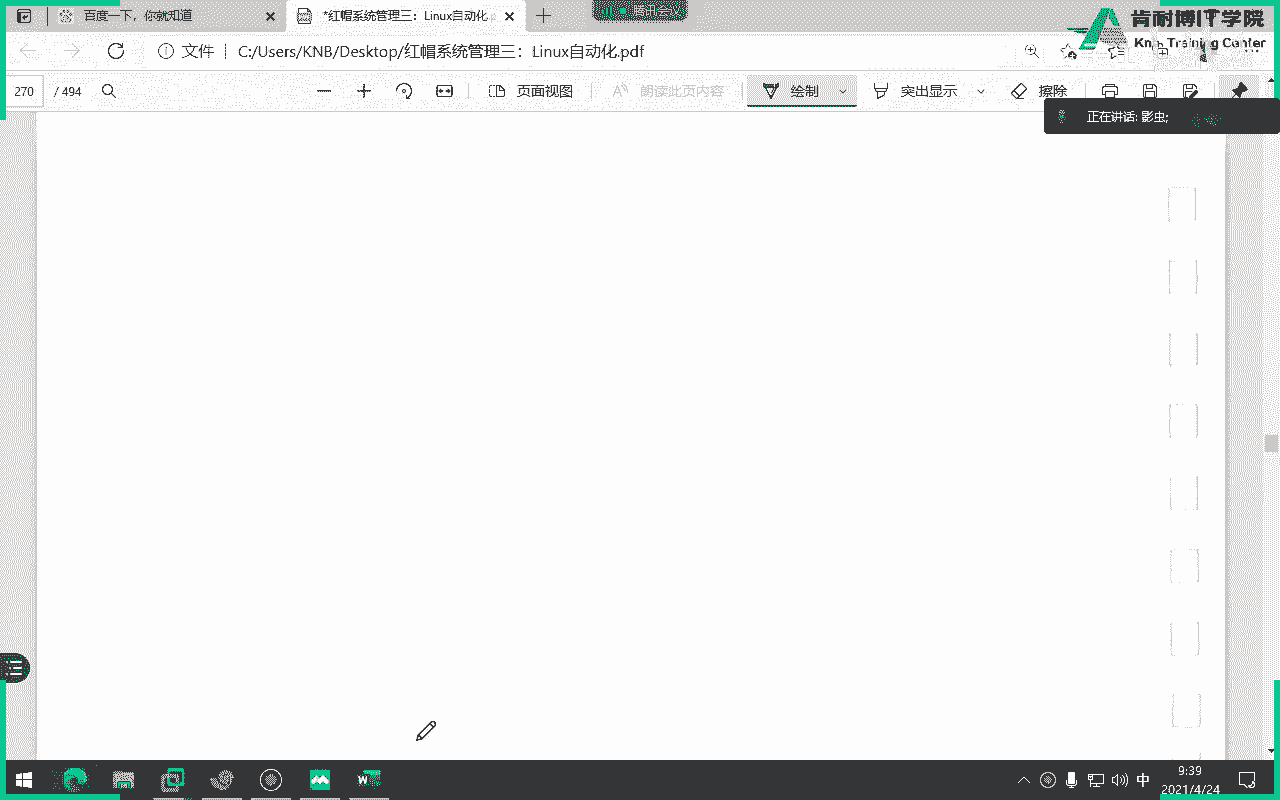 百度一下，你就知道
*红帽系统管理三：Linux自动化.p
腾讯会议
肯耐博IT学院
KnB Training Center
文件
C:/Users/KNB/Desktop/红帽系统管理三：Linux自动化.pdf
270 / 494
页面视图
朗读此页内容
绘制
突出显示
擦除
正在讲话: 影虫;
中
9:39
2021/4/24